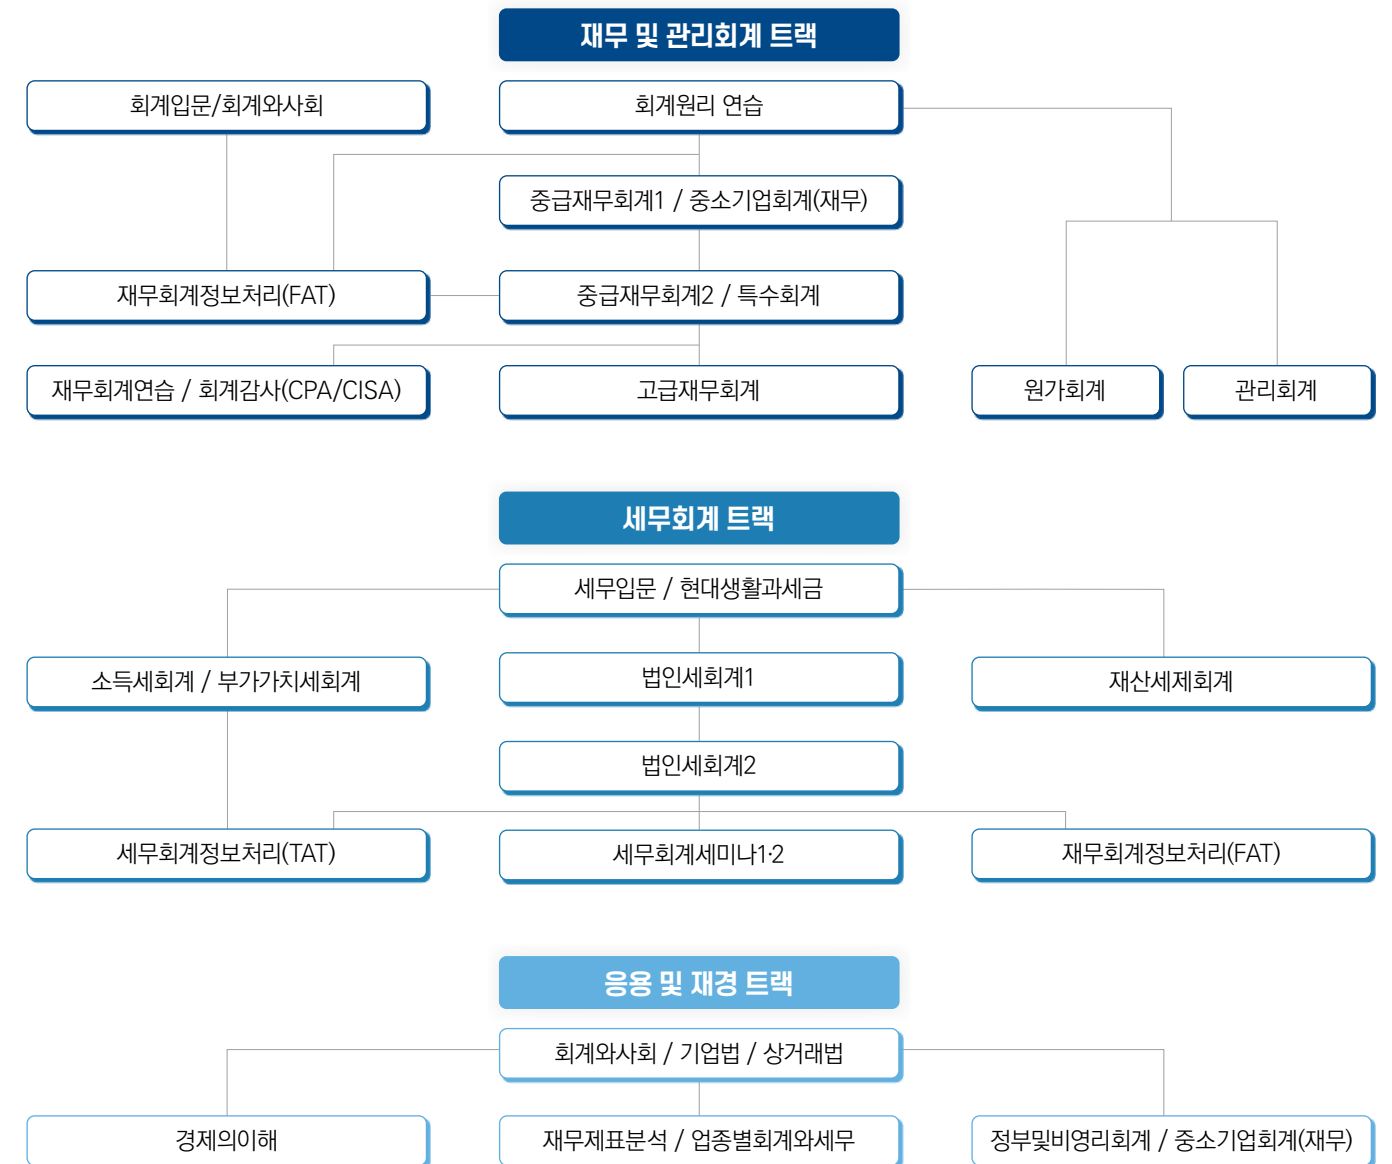 재무 및 관리회계 트랙
회계입문/회계와사회
회계원리 연습
중급재무회계1 / 중소기업회계(재무)
재무회계정보처리(FAT)
중급재무회계2 / 특수회계
재무회계연습 / 회계감사(CPA/CISA)
고급재무회계
원가회계
관리회계
세무회계 트랙
세무입문 / 현대생활과세금
소득세회계 / 부가가치세회계
법인세회계1
재산세제회계
법인세회계2
세무회계정보처리(TAT)
세무회계세미나1·2
재무회계정보처리(FAT)
응용 및 재경 트랙
회계와사회 / 기업법 / 상거래법
경제의이해
재무제표분석 / 업종별회계와세무
정부및비영리회계 / 중소기업회계(재무)